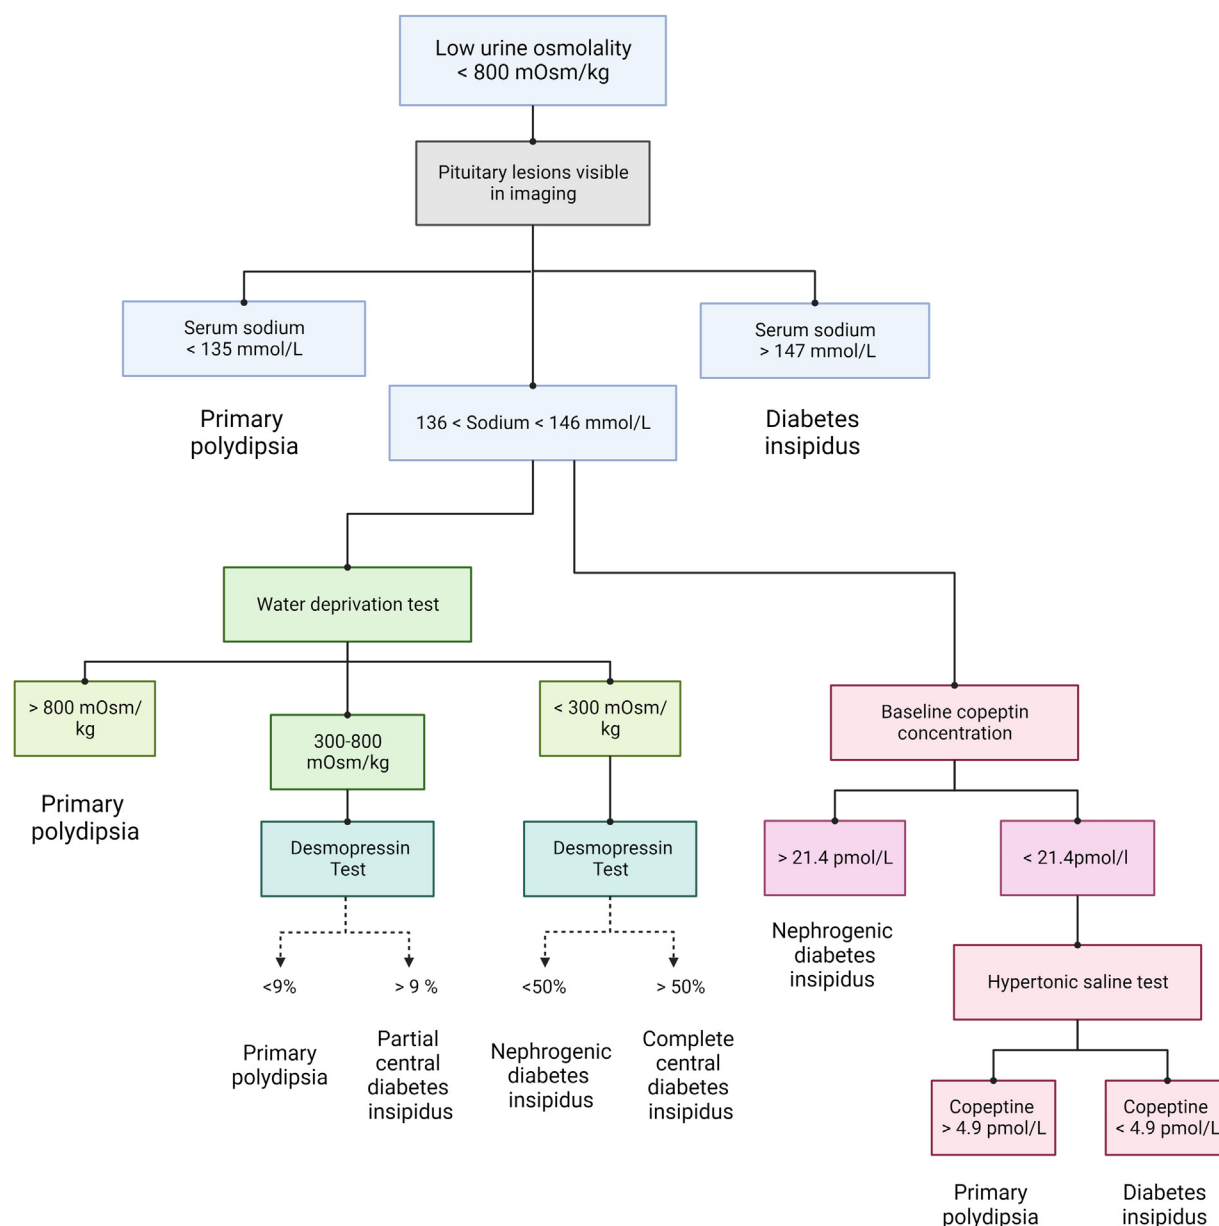 Low urine osmolality
< 800 mOsm/kg
Pituitary lesions visible
in imaging
Serum sodium
< 135 mmol/L
Serum sodium
> 147 mmol/L
Primary
polydipsia
136 < Sodium < 146 mmol/L
Diabetes
insipidus
Water deprivation test
> 800 mOsm/
kg
300-800
mOsm/kg
< 300 mOsm/
kg
Baseline copeptin
concentration
Primary
polydipsia
Desmopressin
Test
Desmopressin
Test
> 21.4 pmol/L
< 21.4pmol/l
<9%
> 9 %
<50%
> 50%
Nephrogenic
diabetes
insipidus
Hypertonic saline test
Primary
polydipsia
Partial
central
diabetes
insipidus
Nephrogenic
diabetes
insipidus
Complete
central
diabetes
insipidus
Copeptine
> 4.9 pmol/L
Copeptine
< 4.9 pmol/L
Primary
polydipsia
Diabetes
insipidus